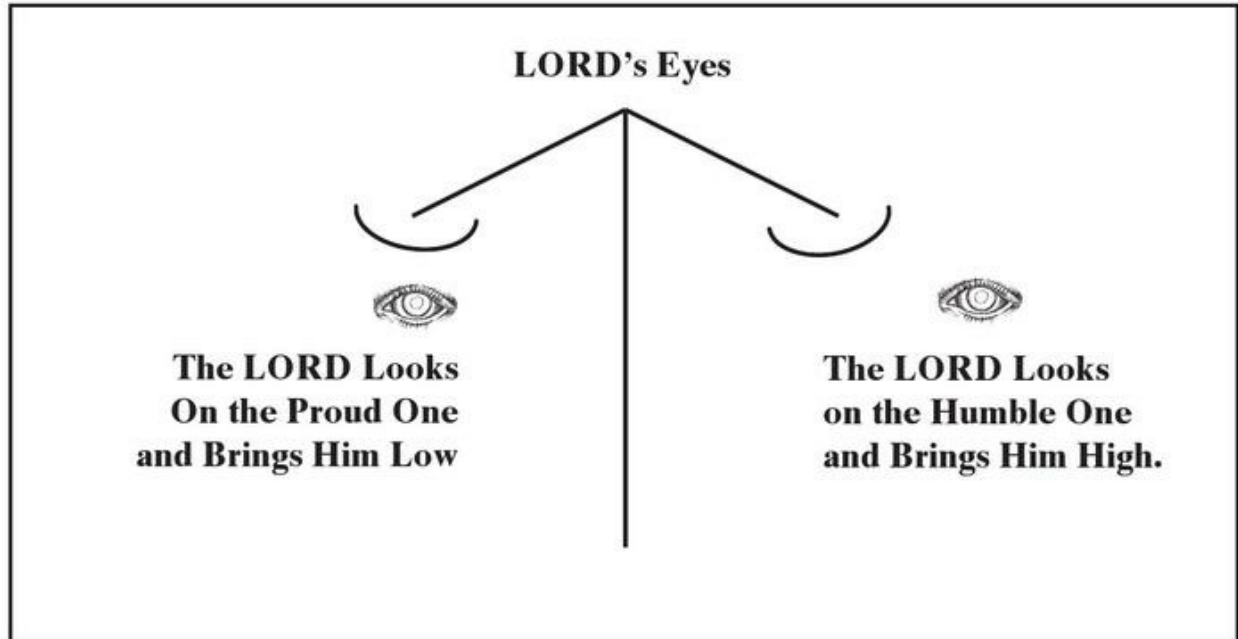 LORD's Eyes
The LORD Looks
On the Proud One
and Brings Him Low
The LORD Looks
on the Humble One
and Brings Him High.